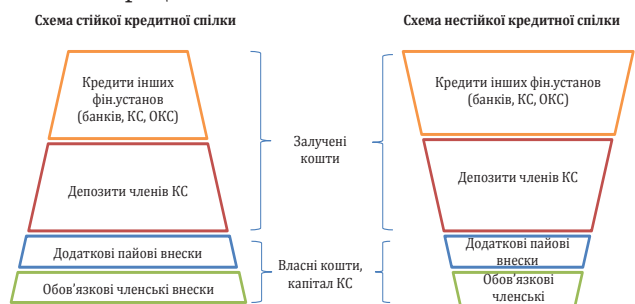 Схема стійкої кредитної спілки
Схема нестійкої кредитної спілки
Кредити інших
фін.установ
(банків, КС, ОКС)
Депозити членів КС
Додаткові пайові внески
Обов’язкові членські внески
Залучені
кошти
Власні кошти,
капітал КС
Кредити інших
фін.установ
(банків, КС, ОКС)
Депозити членів КС
Додаткові пайові
внески
Обов’язкові
членські